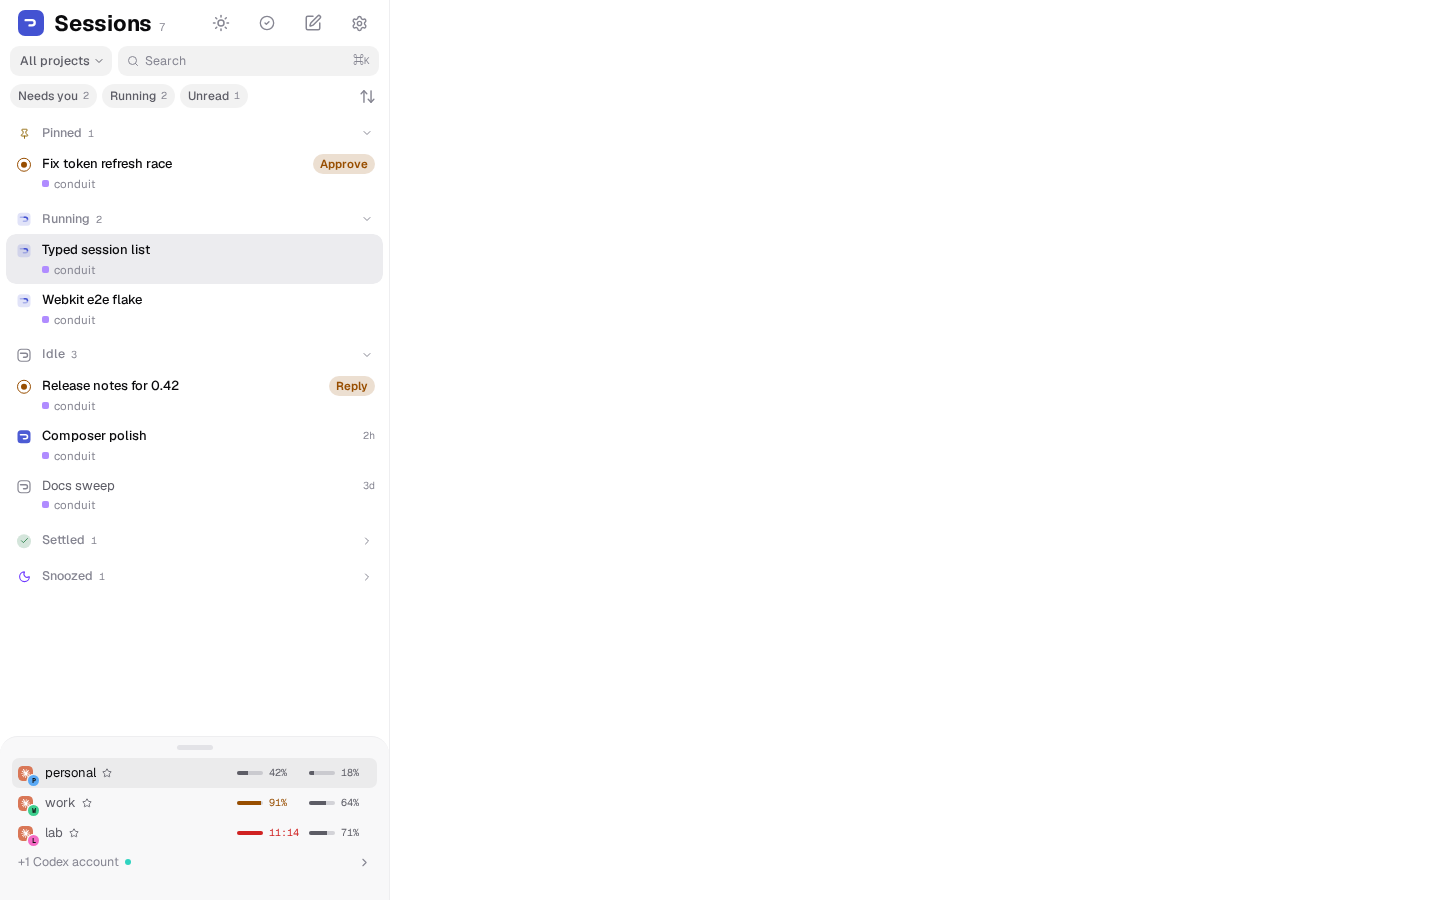 Sessions 7
All projects
Search ⌘K
Needs you 2
Running 2
Unread 1
Pinned 1
Fix token refresh race Approve
conduit
Running 2
Typed session list
conduit
Webkit e2e flake
conduit
Idle 3
Release notes for 0.42 Reply
conduit
Composer polish 2h
conduit
Docs sweep 3d
conduit
Settled 1
Snoozed 1
P personal 42% 18%
W work 91% 64%
L lab 11:14 71%
+1 Codex account